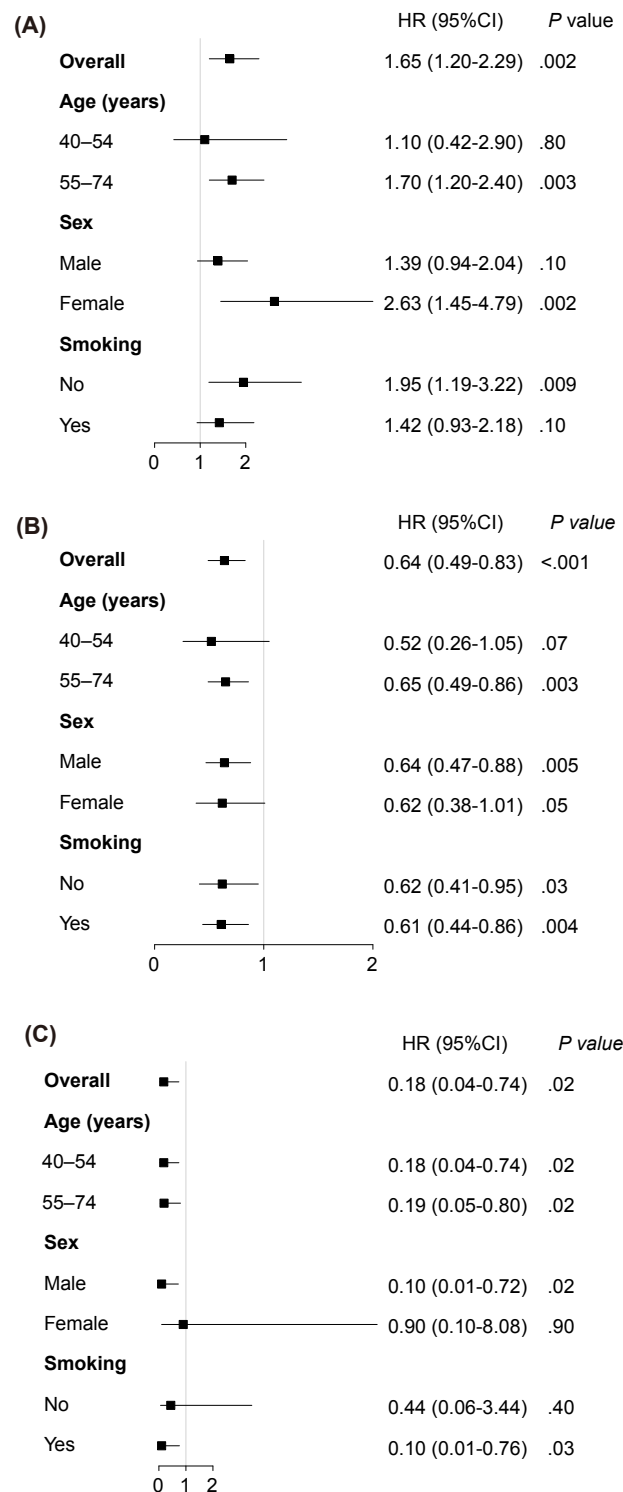 (A) HR (95%CI) P value
Overall 1.65 (1.20-2.29) .002
Age (years)
40–54 1.10 (0.42-2.90) .80
55–74 1.70 (1.20-2.40) .003
Sex
Male 1.39 (0.94-2.04) .10
Female 2.63 (1.45-4.79) .002
Smoking
No 1.95 (1.19-3.22) .009
Yes 1.42 (0.93-2.18) .10
0 1 2
(B) HR (95%CI) P value
Overall 0.64 (0.49-0.83) <.001
Age (years)
40–54 0.52 (0.26-1.05) .07
55–74 0.65 (0.49-0.86) .003
Sex
Male 0.64 (0.47-0.88) .005
Female 0.62 (0.38-1.01) .05
Smoking
No 0.62 (0.41-0.95) .03
Yes 0.61 (0.44-0.86) .004
0 1 2
(C) HR (95%CI) P value
Overall 0.18 (0.04-0.74) .02
Age (years)
40–54 0.18 (0.04-0.74) .02
55–74 0.19 (0.05-0.80) .02
Sex
Male 0.10 (0.01-0.72) .02
Female 0.90 (0.10-8.08) .90
Smoking
No 0.44 (0.06-3.44) .40
Yes 0.10 (0.01-0.76) .03
0 1 2